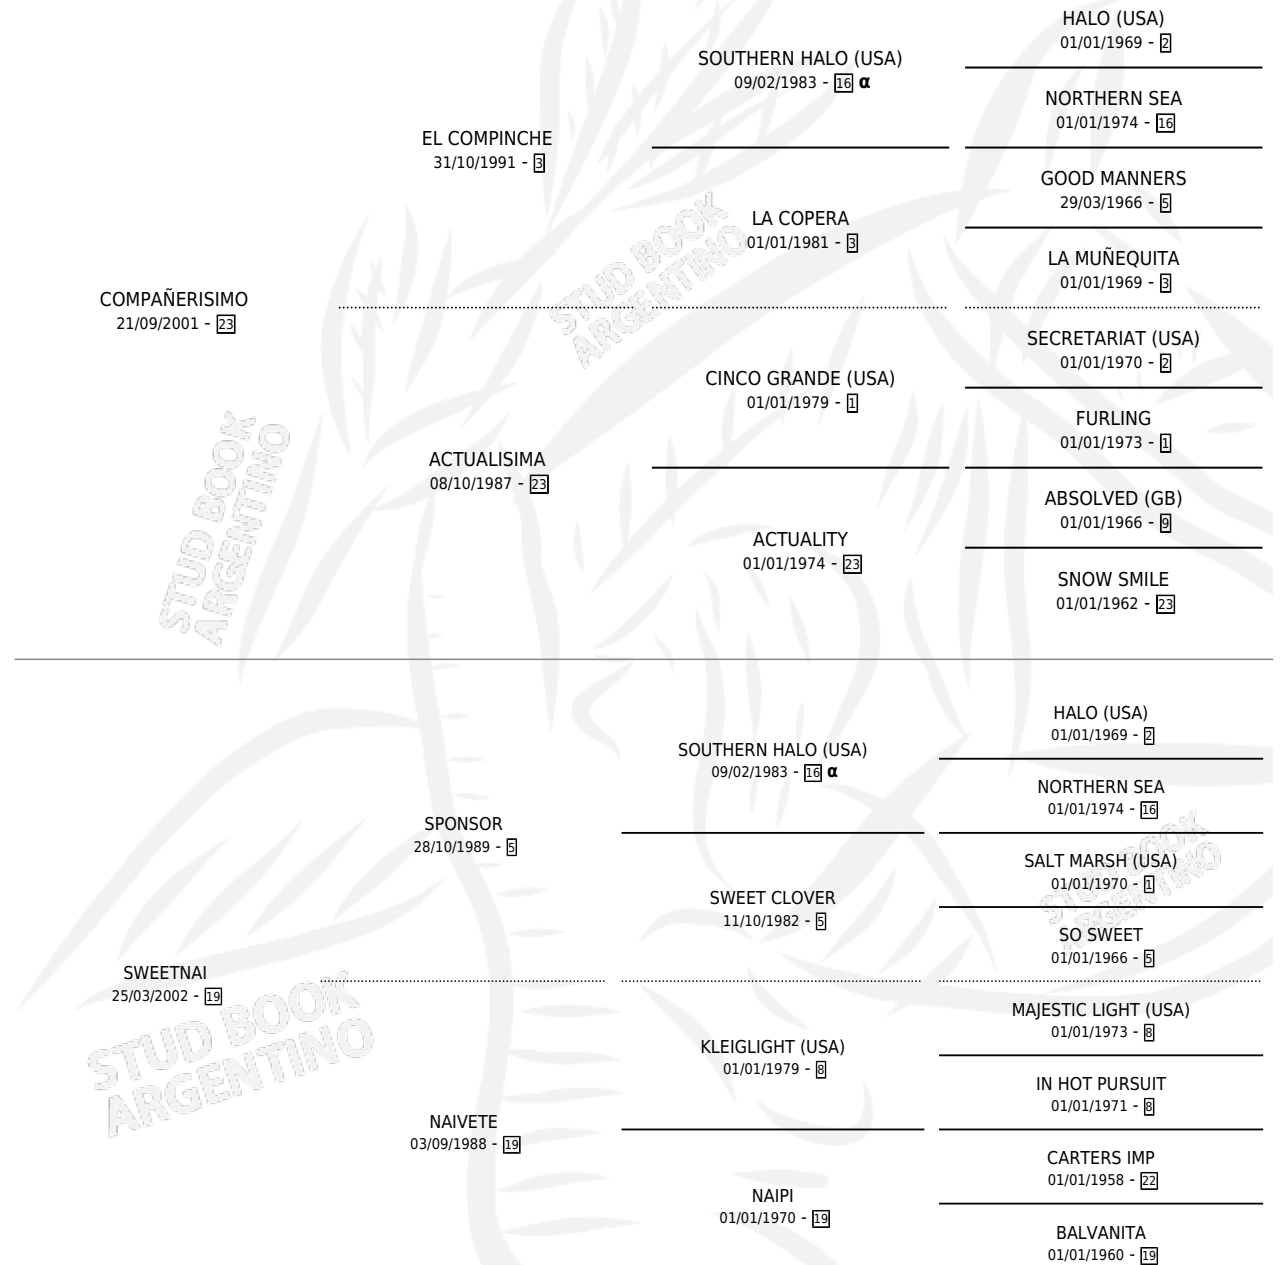 HALO (USA)
01/01/1969 - 2
SOUTHERN HALO (USA)
09/02/1983 - 16 α
NORTHERN SEA
01/01/1974 - 16
EL COMPINCHE
31/10/1991 - 3
GOOD MANNERS
29/03/1966 - 5
LA COPERA
01/01/1981 - 3
LA MUÑEQUITA
01/01/1969 - 3
COMPAÑERISIMO
21/09/2001 - 23
SECRETARIAT (USA)
01/01/1970 - 2
CINCO GRANDE (USA)
01/01/1979 - 1
FURLING
01/01/1973 - 1
ACTUALISIMA
08/10/1987 - 23
ABSOLVED (GB)
01/01/1966 - 9
ACTUALITY
01/01/1974 - 23
SNOW SMILE
01/01/1962 - 23
HALO (USA)
01/01/1969 - 2
SOUTHERN HALO (USA)
09/02/1983 - 16 α
NORTHERN SEA
01/01/1974 - 16
SPONSOR
28/10/1989 - 5
SALT MARSH (USA)
01/01/1970 - 1
SWEET CLOVER
11/10/1982 - 5
SO SWEET
01/01/1966 - 5
SWEETNAI
25/03/2002 - 19
MAJESTIC LIGHT (USA)
01/01/1973 - 8
KLEIGLIGHT (USA)
01/01/1979 - 8
IN HOT PURSUIT
01/01/1971 - 8
NAIVETE
03/09/1988 - 19
CARTERS IMP
01/01/1958 - 22
NAIPI
01/01/1970 - 19
BALVANITA
01/01/1960 - 19
STUD BOOK
ARGENTINO
STUD BOOK
ARGENTINO
STUD BOOK
ARGENTINO
STUD BOOK
ARGENTINO